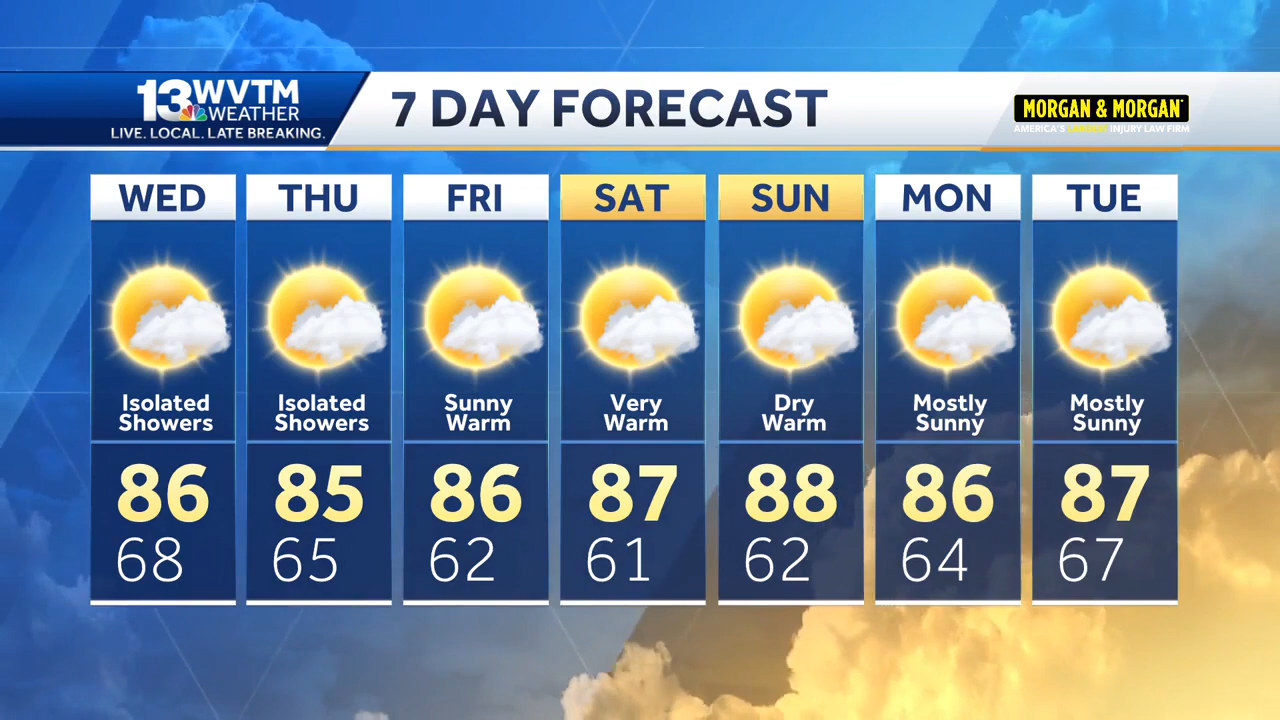 13 WVTM
WEATHER
LIVE. LOCAL. LATE BREAKING.
7 DAY FORECAST
MORGAN & MORGAN
AMERICA'S LARGEST INJURY LAW FIRM
WED THU FRI SAT SUN MON TUE
Isolated Isolated Sunny Very Dry Mostly Mostly
Showers Showers Warm Warm Warm Sunny Sunny
86 85 86 87 88 86 87
68 65 62 61 62 64 67